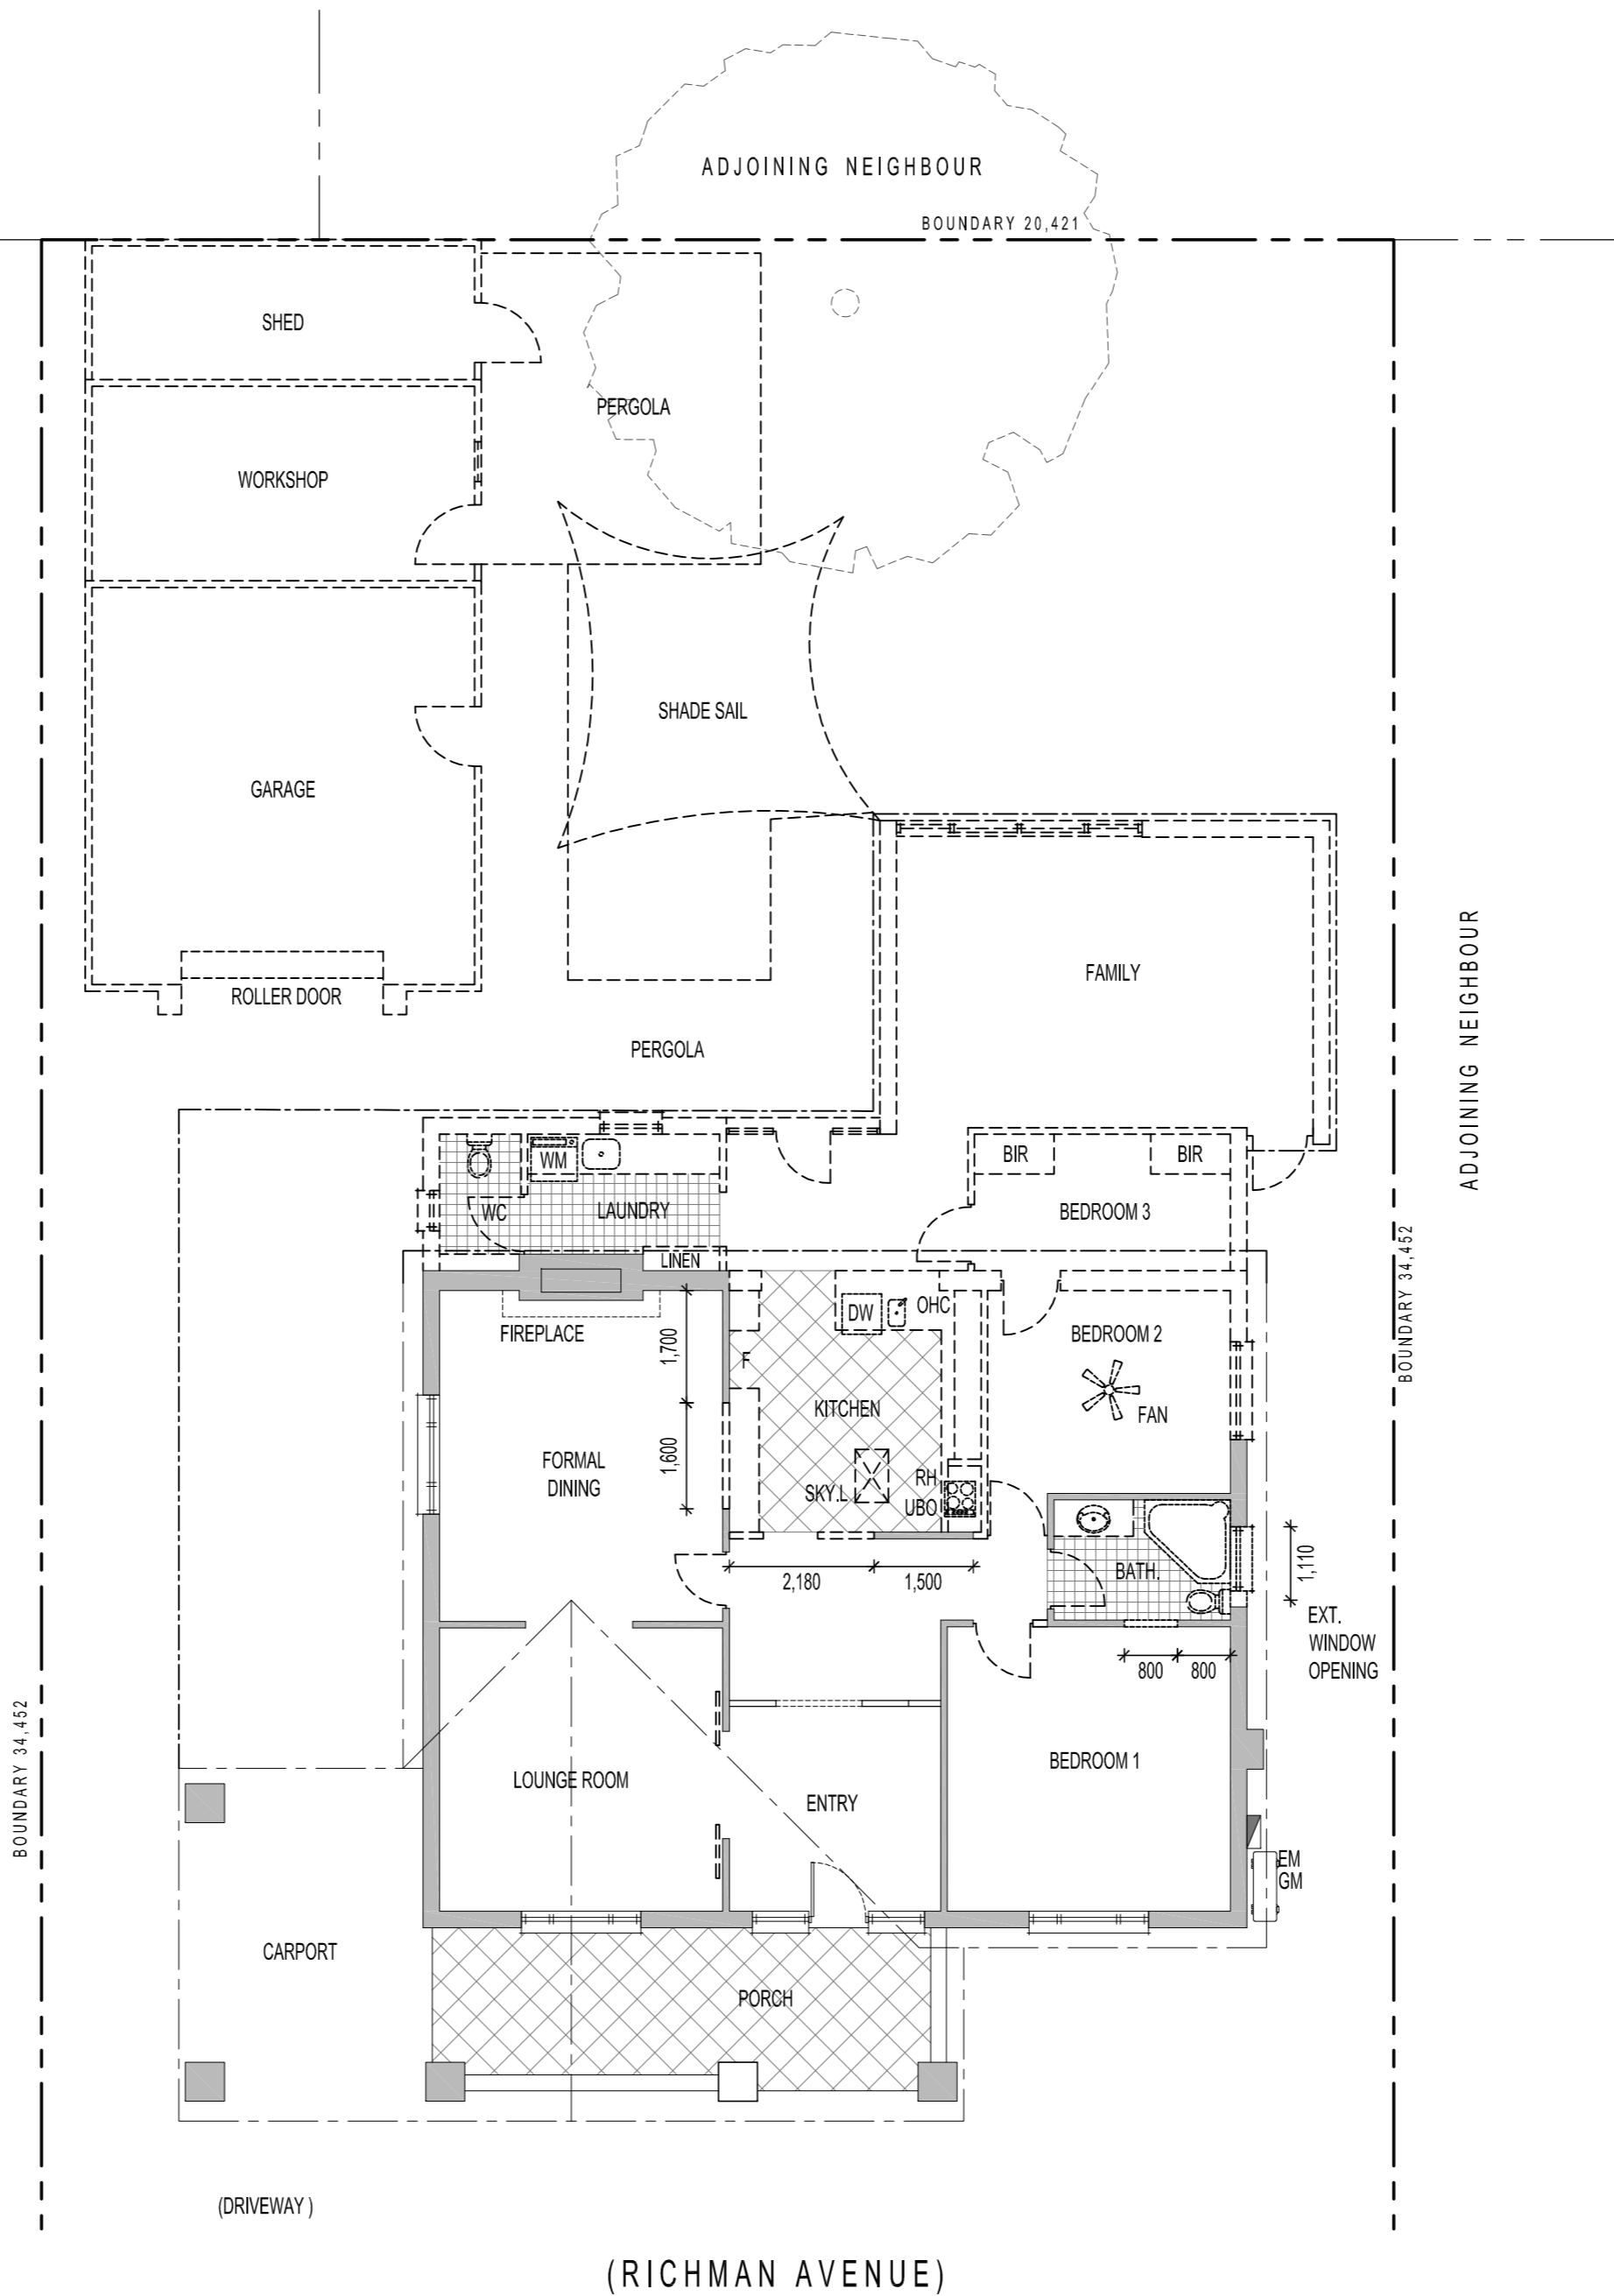 ADJOINING NEIGHBOUR
BOUNDARY 20,421
SHED
PERGOLA
WORKSHOP
SHADE SAIL
GARAGE
ADJOINING NEIGHBOUR
FAMILY
ROLLER DOOR
PERGOLA
BIR
BIR
WM
WC
LAUNDRY
BEDROOM 3
LINEN
BOUNDARY 34,452
DW
OHC
FIREPLACE
1,700
F
BEDROOM 2
KITCHEN
FAN
1,600
FORMAL
DINING
SKY.L
RH
UBO
2,180
1,500
BATH.
1,110
EXT.
WINDOW
OPENING
800
800
BOUNDARY 34,452
LOUNGE ROOM
ENTRY
BEDROOM 1
EM
GM
CARPORT
PORCH
(DRIVEWAY )
(RICHMAN AVENUE)